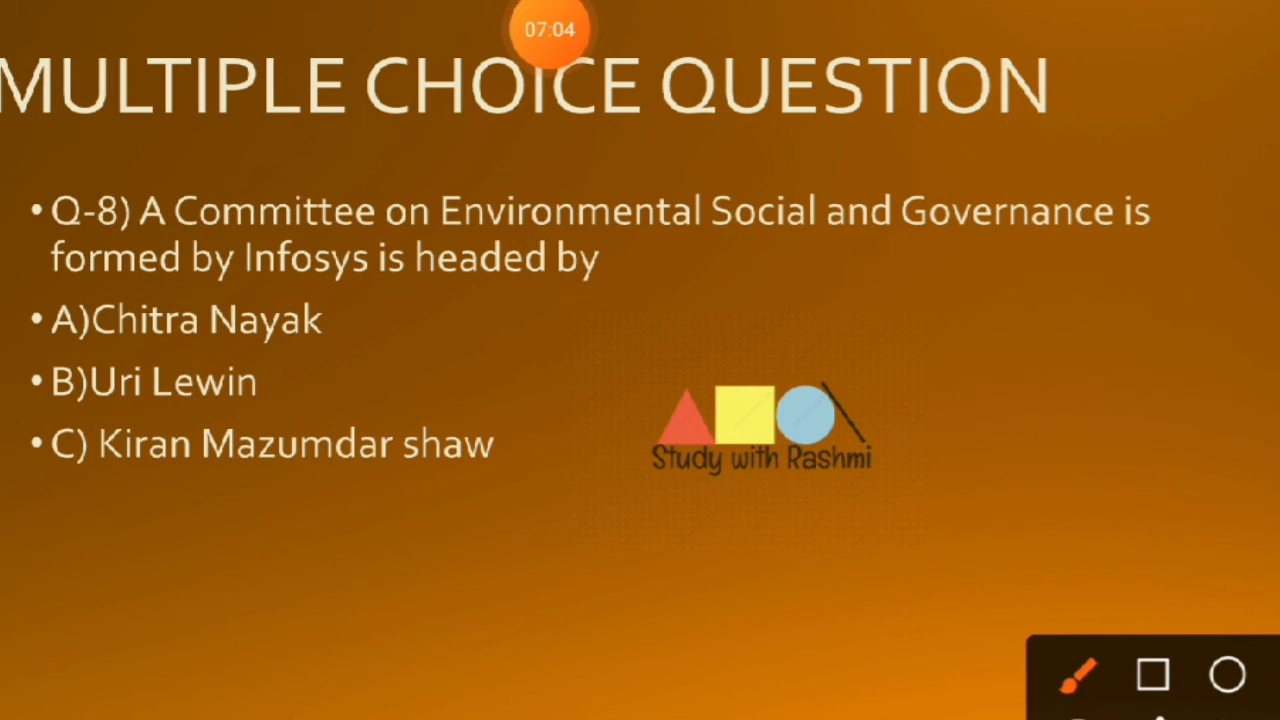 07:04
MULTIPLE CHOICE QUESTION
• Q-8) A Committee on Environmental Social and Governance is
formed by Infosys is headed by
• A)Chitra Nayak
• B)Uri Lewin
• C) Kiran Mazumdar shaw
Study with Rashmi